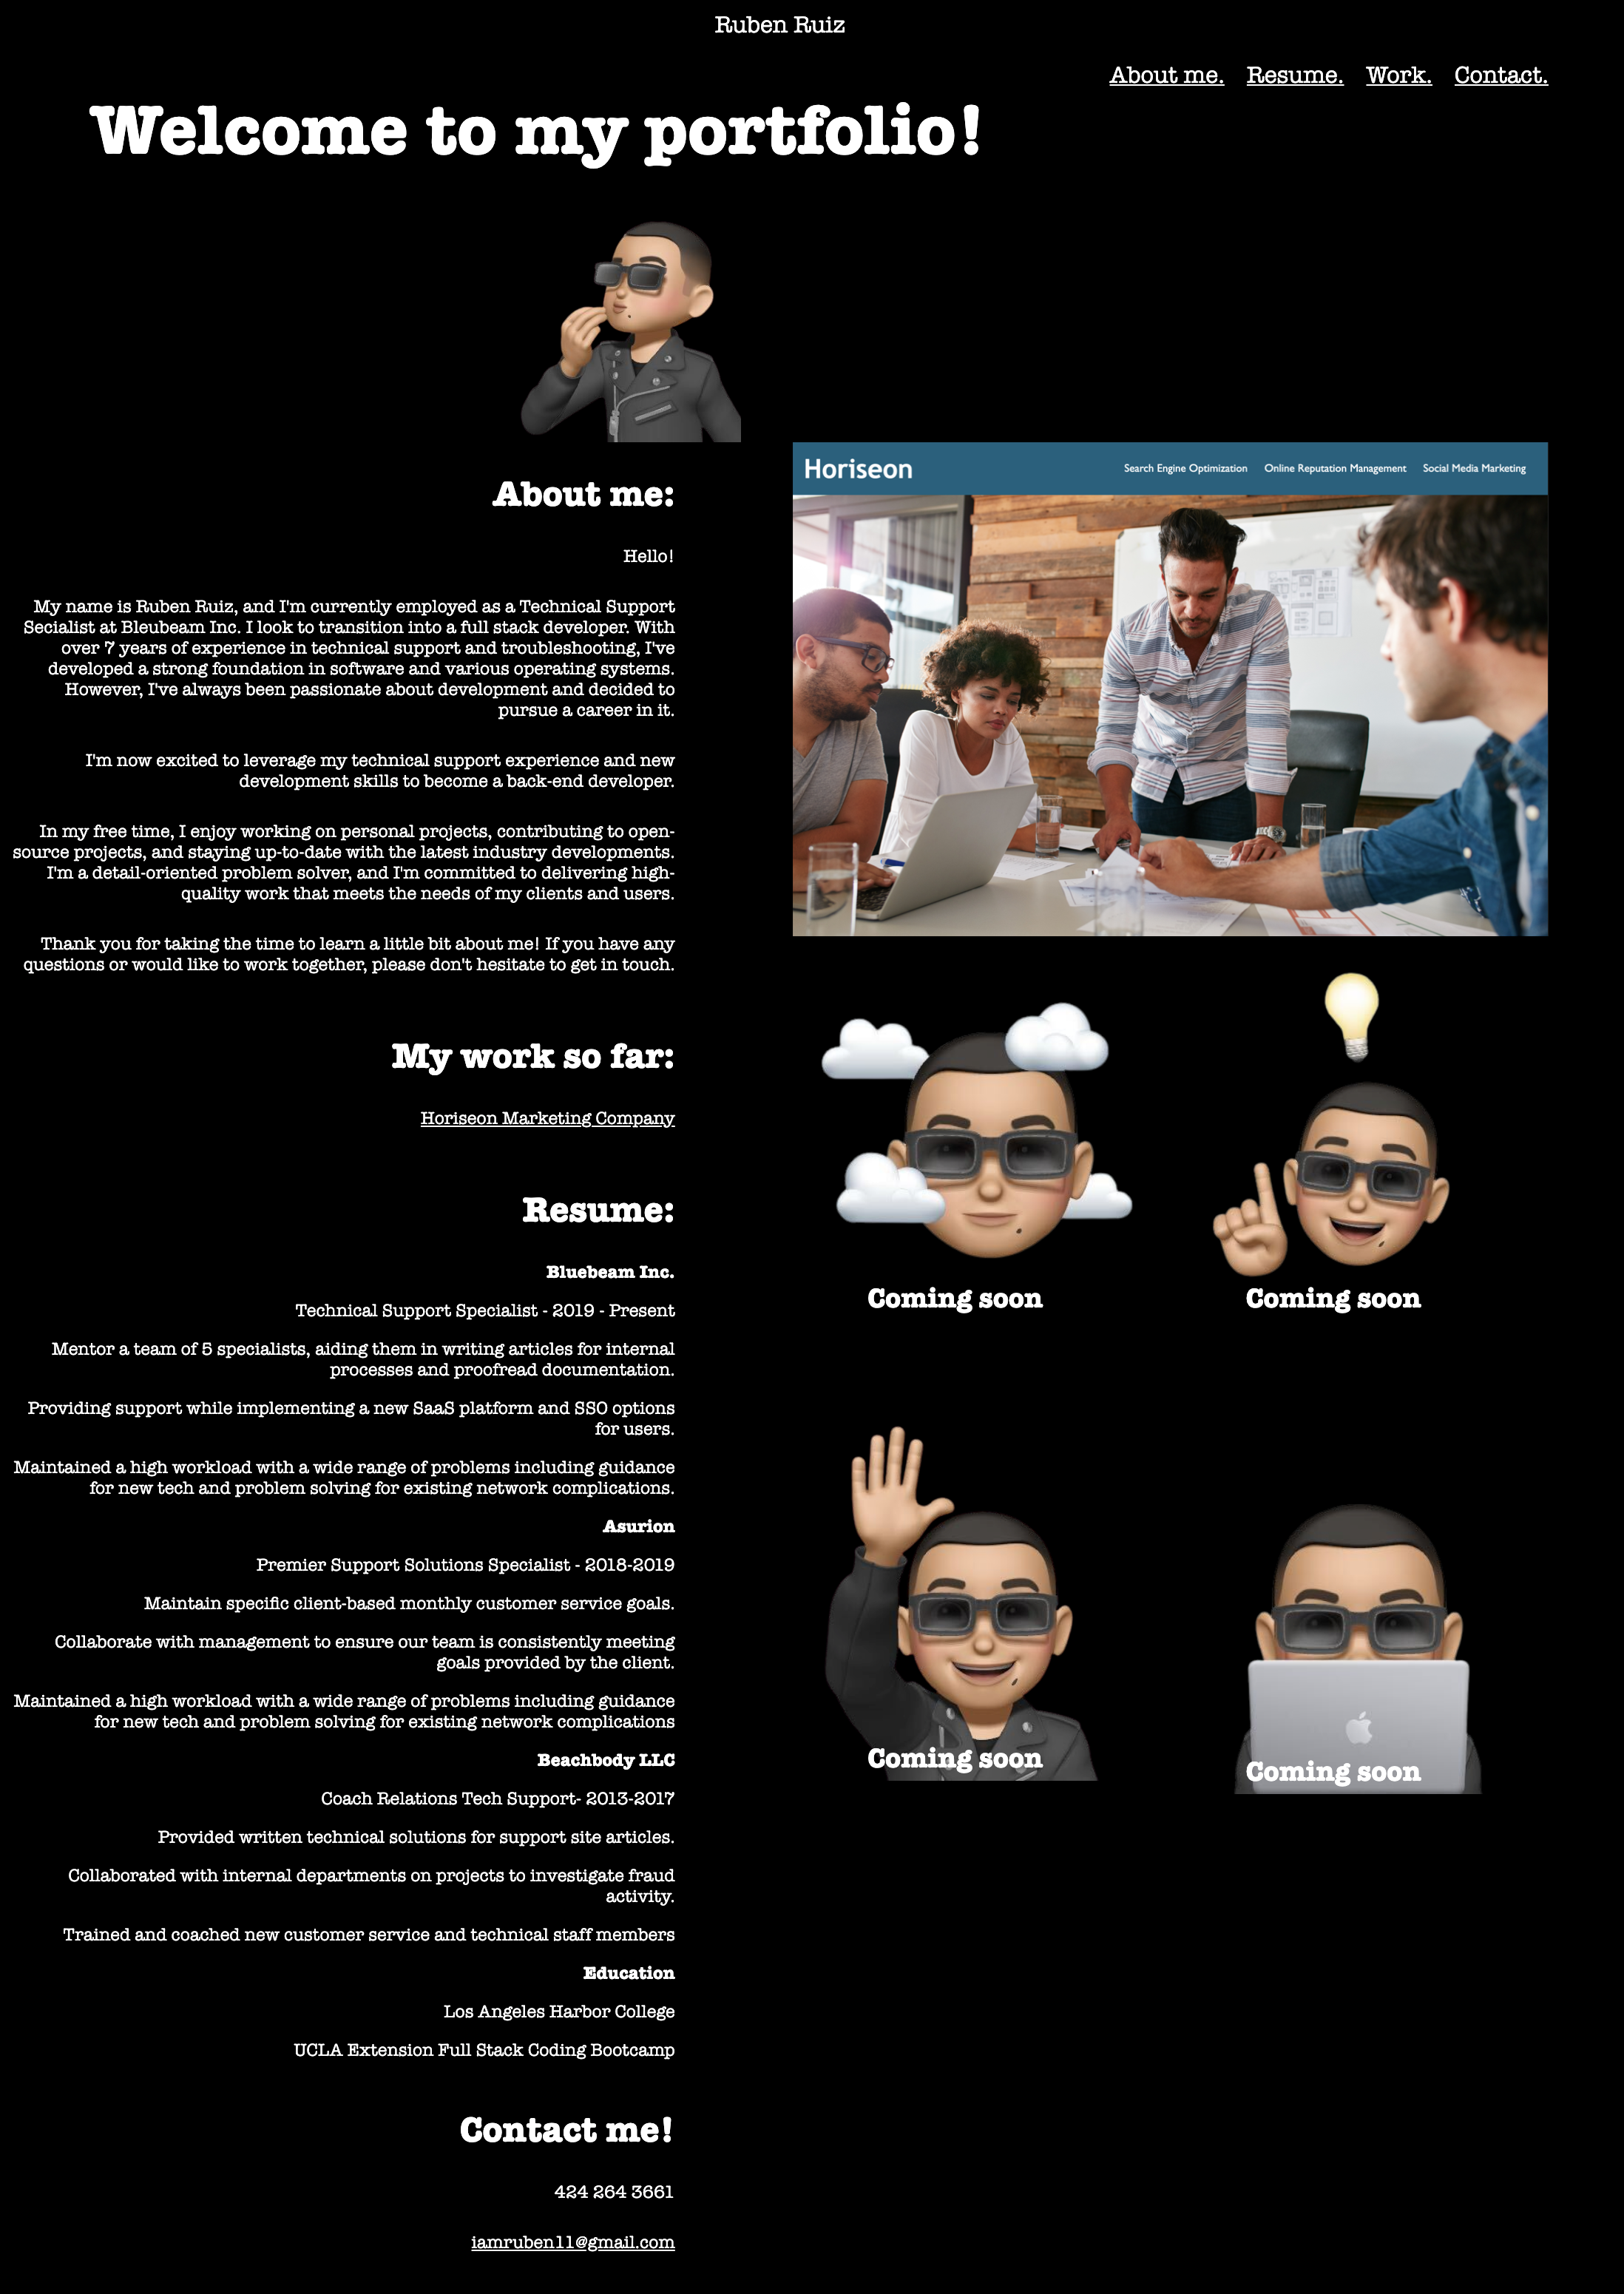 Ruben Ruiz
About me. Resume. Work. Contact.
Welcome to my portfolio!
About me:
Hello!
My name is Ruben Ruiz, and I'm currently employed as a Technical Support
Secialist at Bleubeam Inc. I look to transition into a full stack developer. With
over 7 years of experience in technical support and troubleshooting, I've
developed a strong foundation in software and various operating systems.
However, I've always been passionate about development and decided to
pursue a career in it.
I'm now excited to leverage my technical support experience and new
development skills to become a back-end developer.
In my free time, I enjoy working on personal projects, contributing to open-
source projects, and staying up-to-date with the latest industry developments.
I'm a detail-oriented problem solver, and I'm committed to delivering high-
quality work that meets the needs of my clients and users.
Thank you for taking the time to learn a little bit about me! If you have any
questions or would like to work together, please don't hesitate to get in touch.
My work so far:
Horiseon Marketing Company
Resume:
Bluebeam Inc.
Technical Support Specialist - 2019 - Present
Mentor a team of 5 specialists, aiding them in writing articles for internal
processes and proofread documentation.
Providing support while implementing a new SaaS platform and SSO options
for users.
Maintained a high workload with a wide range of problems including guidance
for new tech and problem solving for existing network complications.
Asurion
Premier Support Solutions Specialist - 2018-2019
Maintain specific client-based monthly customer service goals.
Collaborate with management to ensure our team is consistently meeting
goals provided by the client.
Maintained a high workload with a wide range of problems including guidance
for new tech and problem solving for existing network complications
Beachbody LLC
Coach Relations Tech Support- 2013-2017
Provided written technical solutions for support site articles.
Collaborated with internal departments on projects to investigate fraud
activity.
Trained and coached new customer service and technical staff members
Education
Los Angeles Harbor College
UCLA Extension Full Stack Coding Bootcamp
Contact me!
424 264 3661
iamruben11@gmail.com
Horiseon
Search Engine Optimization Online Reputation Management Social Media Marketing
Coming soon
Coming soon
Coming soon
Coming soon